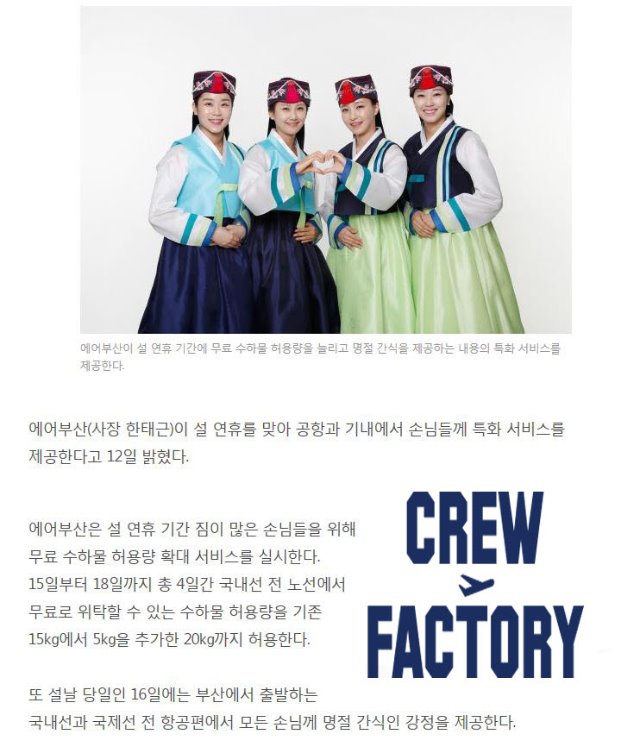 에어부산이 설 연휴 기간에 무료 수하물 허용량을 늘리고 명절 간식을 제공하는 내용의 특화 서비스를
제공한다.
에어부산(사장 한태근)이 설 연휴를 맞아 공항과 기내에서 손님들께 특화 서비스를
제공한다고 12일 밝혔다.
에어부산은 설 연휴 기간 짐이 많은 손님들을 위해
무료 수하물 허용량 확대 서비스를 실시한다.
15일부터 18일까지 총 4일간 국내선 전 노선에서
무료로 위탁할 수 있는 수하물 허용량을 기존
15kg에서 5kg을 추가한 20kg까지 허용한다.
CREW
FACTORY
또 설날 당일인 16일에는 부산에서 출발하는
국내선과 국제선 전 항공편에서 모든 손님께 명절 간식인 강정을 제공한다.